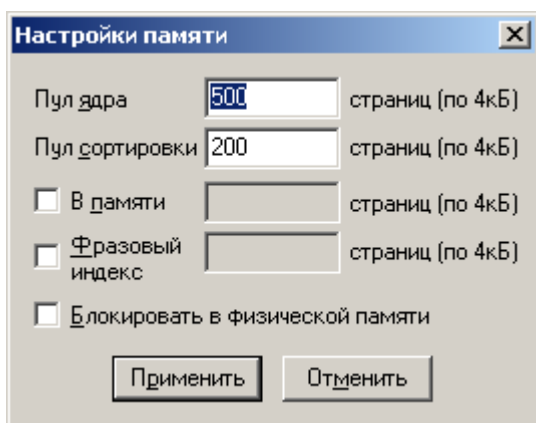 Настройки памяти
Пул ядра 500 страниц (по 4кБ)
Пул сортировки 200 страниц (по 4кБ)
В памяти страниц (по 4кБ)
Фразовый индекс страниц (по 4кБ)
Блокировать в физической памяти
Применить Отменить